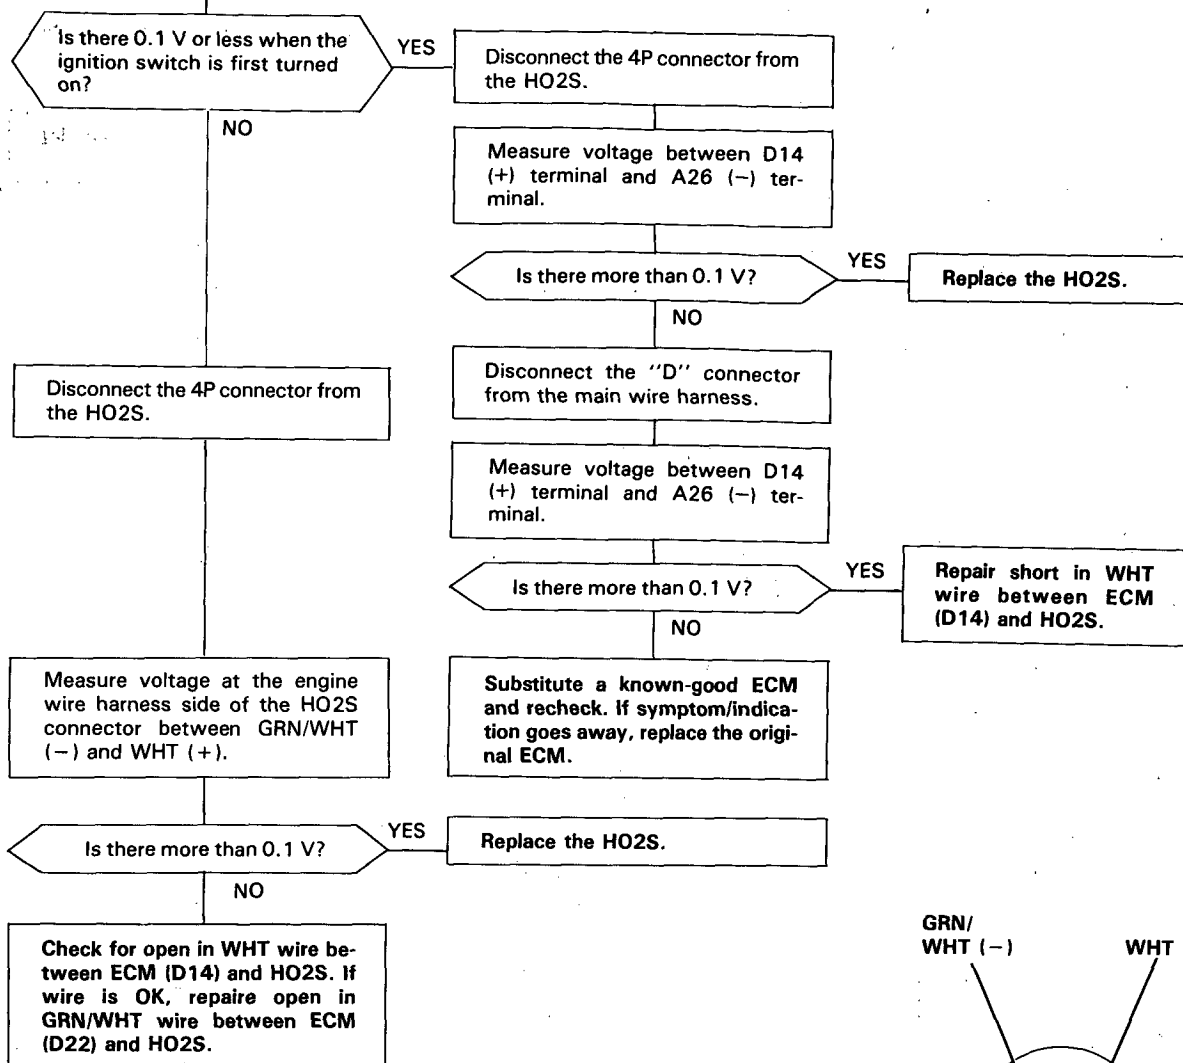 Is there 0.1 V or less when the
ignition switch is first turned
on?
YES
Disconnect the 4P connector from
the HO2S.
NO
Measure voltage between D14
(+) terminal and A26 (−) ter-
minal.
Is there more than 0.1 V?
YES
Replace the HO2S.
NO
Disconnect the "D" connector
from the main wire harness.
Measure voltage between D14
(+) terminal and A26 (−) ter-
minal.
Is there more than 0.1 V?
YES
Repair short in WHT
wire between ECM
(D14) and HO2S.
NO
Substitute a known-good ECM
and recheck. If symptom/indica-
tion goes away, replace the origi-
nal ECM.
Disconnect the 4P connector from
the HO2S.
Measure voltage at the engine
wire harness side of the HO2S
connector between GRN/WHT
(−) and WHT (+).
Is there more than 0.1 V?
YES
Replace the HO2S.
NO
Check for open in WHT wire be-
tween ECM (D14) and HO2S. If
wire is OK, repaire open in
GRN/WHT wire between ECM
(D22) and HO2S.
GRN/
WHT (−)
WHT